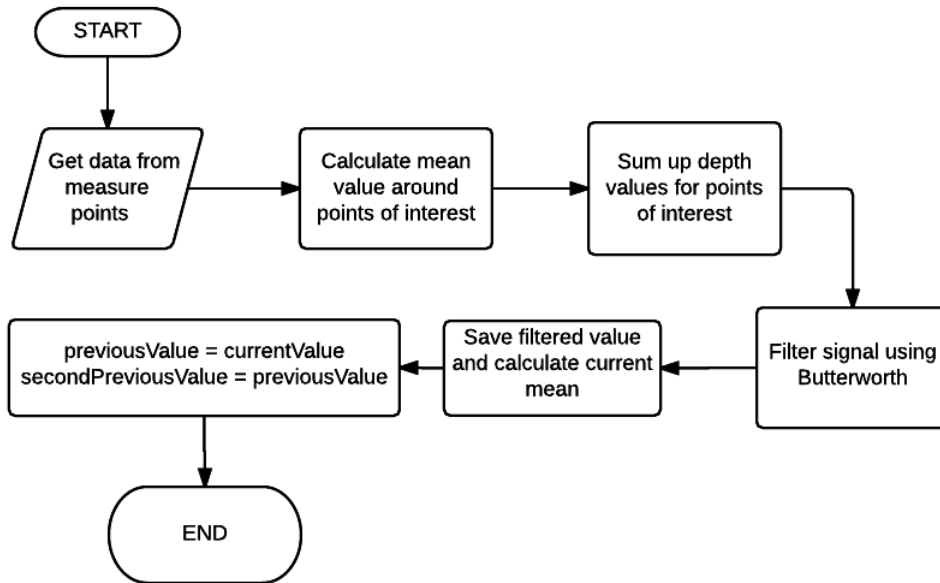 START
Get data from
measure
points
Calculate mean
value around
points of interest
Sum up depth
values for points
of interest
Filter signal using
Butterworth
Save filtered value
and calculate current
mean
previousValue = currentValue
secondPreviousValue = previousValue
END